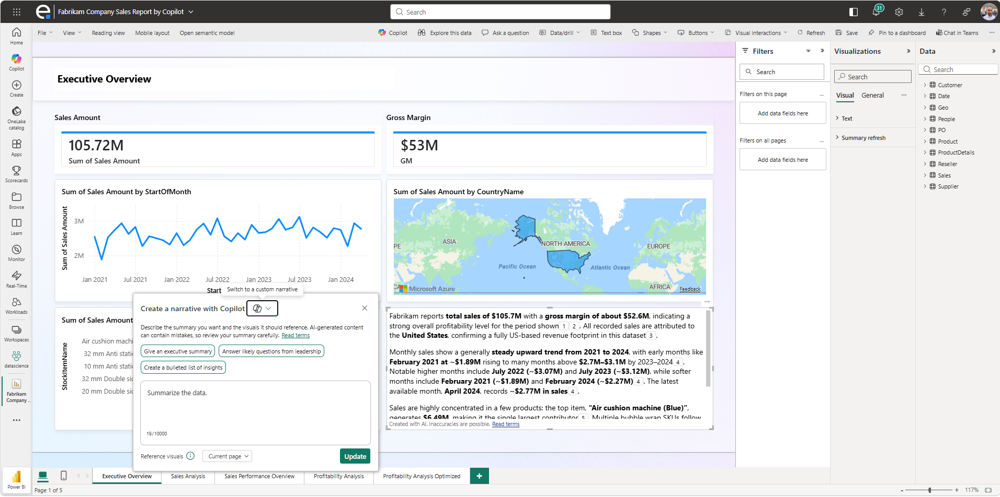 Fabrikam Company Sales Report by Copilot
Search
31
File
View
Reading view
Mobile layout
Open semantic model
Copilot
Explore this data
Ask a question
Data/drill
Text box
Shapes
Buttons
Visual interactions
Refresh
Save
Pin to a dashboard
Chat in Teams
Home
Copilot
Create
OneLake
catalog
Apps
Scorecards
Browse
Learn
Monitor
Real-Time
Workloads
Workspaces
datascience
Fabrikam
Company ..
Power BI
Executive Overview
Sales Amount
105.72M
Sum of Sales Amount
Gross Margin
$53M
GM
Sum of Sales Amount by StartOfMonth
Sum of Sales Amount
3M
2M
Jan 2021
Jul 2021
Jan 2022
Jul 2022
Jan 2023
Jul 2023
Jan 2024
Start
Sum of Sales Amount by CountryName
PE
ASIA
NORTH AMERICA
EUROPE
Pacific Ocean
Atlantic Ocean
CA
AFRICA
Microsoft Azure
Feedback
Switch to a custom narrative
Sum of Sales Amount
StockItemName
Air cushion machi
32 mm Anti static
10 mm Anti static
32 mm Double sid
20 mm Double sid
Create a narrative with Copilot
Describe the summary you want and the visuals it should reference. AI-generated content
can contain mistakes, so review your summary carefully. Read terms
Give an executive summary
Answer likely questions from leadership
Create a bulleted list of insights
Summarize the data.
19/10000
Reference visuals
Current page
Update
Fabrikam reports total sales of $105.7M with a gross margin of about $52.6M, indicating a
strong overall profitability level for the period shown 1 2 . All recorded sales are attributed to
the United States, confirming a fully US-based revenue footprint in this dataset 3 .
Monthly sales show a generally steady upward trend from 2021 to 2024, with early months like
February 2021 at ~$1.89M rising to many months above $2.7M–$3.1M by 2023–2024 4 .
Notable higher months include July 2022 (~$3.07M) and July 2023 (~$3.12M), while softer
months include February 2021 (~$1.89M) and February 2024 (~$2.27M) 4 . The latest
available month, April 2024, records ~$2.77M in sales 4 .
Sales are highly concentrated in a few products: the top item, “Air cushion machine (Blue)”,
generates $6.49M, making it the single largest contributor 5 . Multiple bubble wrap SKUs follow
Created with AI. Inaccuracies are possible. Read terms
Filters
Search
Filters on this page
...
Add data fields here
Filters on all pages
...
Add data fields here
Visualizations
Search
Visual
General
Text
Summary refresh
Data
Search
Customer
Date
Geo
People
PO
Product
ProductDetails
Reseller
Sales
Supplier
Executive Overview
Sales Analysis
Sales Performance Overview
Profitability Analysis
Profitability Analysis Optimized
+
Page 1 of 5
- + 117%